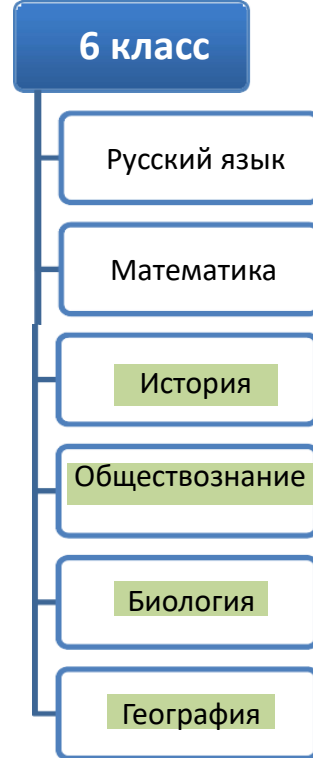 6 класс
Русский язык
Математика
История
Обществознание
Биология
География